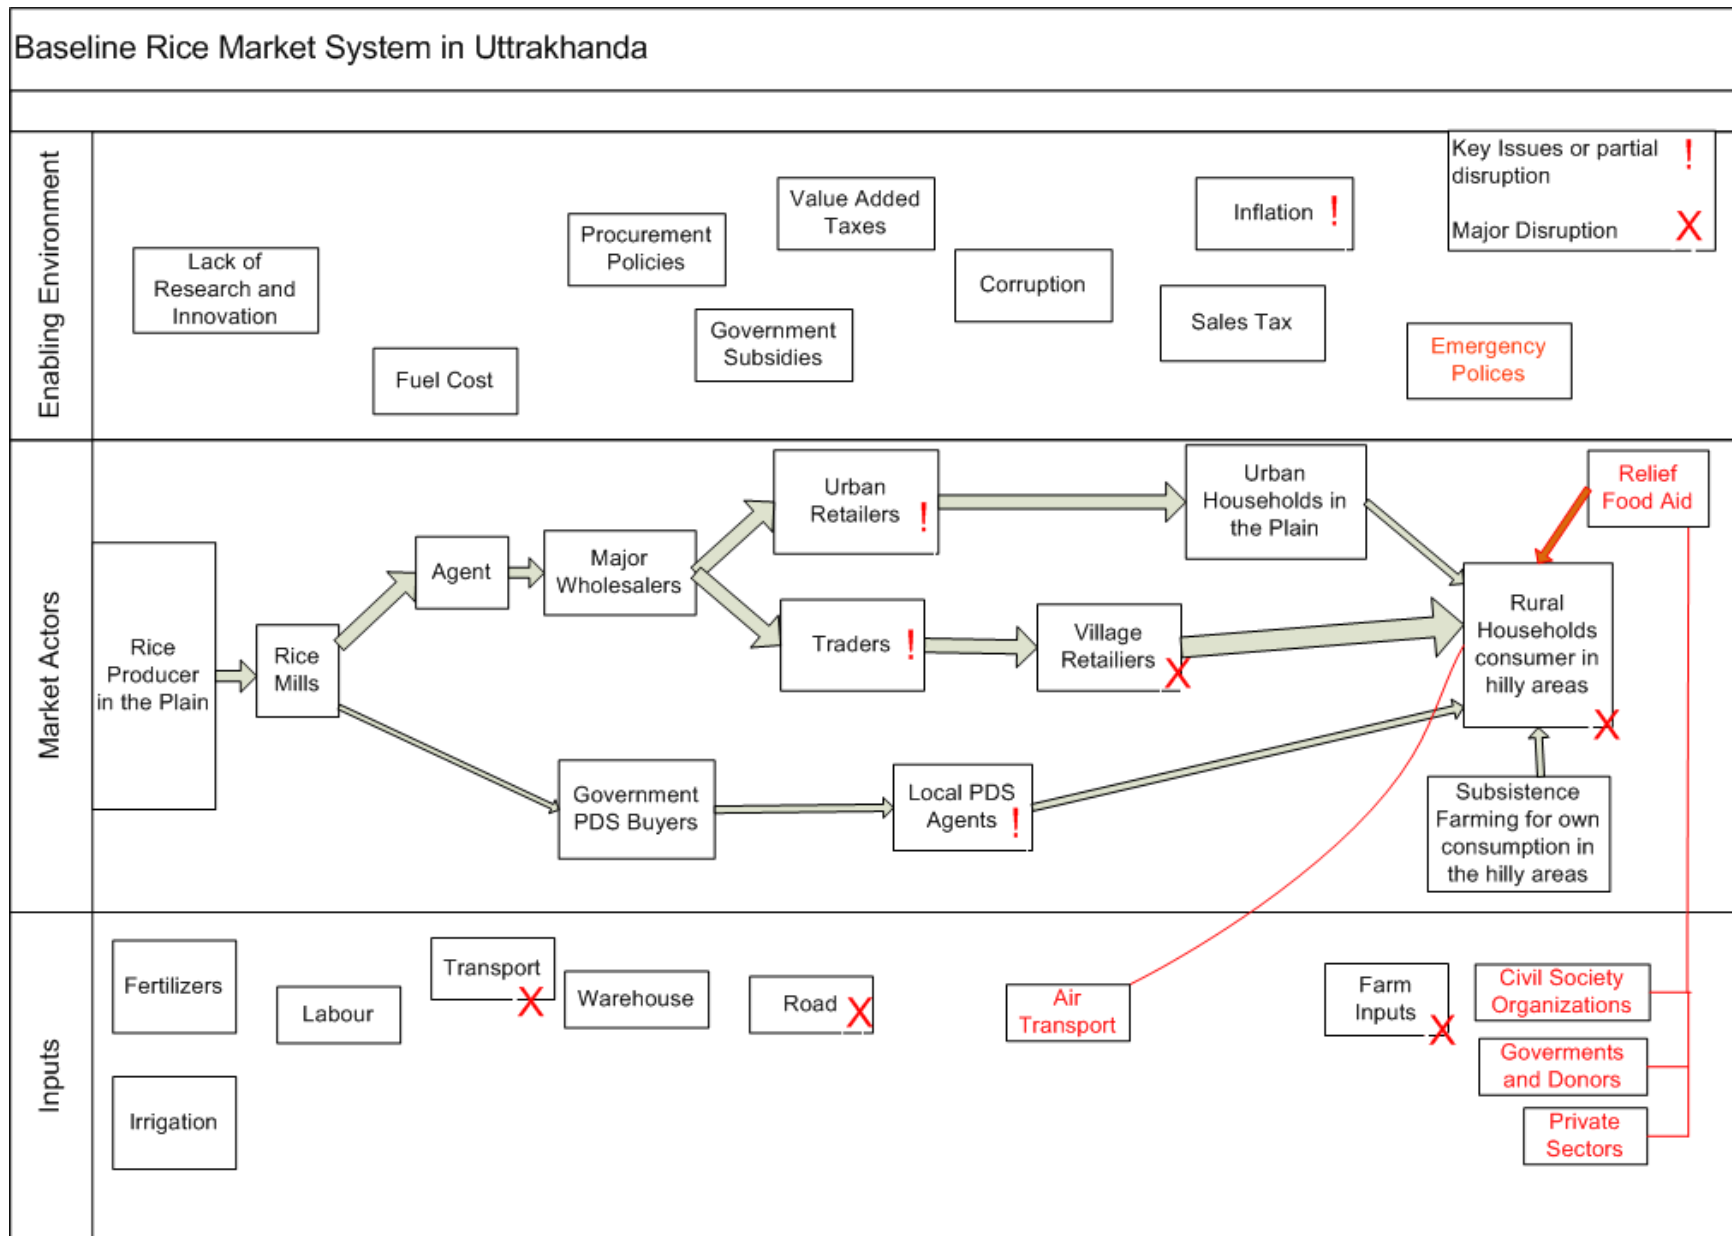 Baseline Rice Market System in Uttrakhanda
Enabling Environment
Lack of
Research and
Innovation
Fuel Cost
Procurement
Policies
Government
Subsidies
Value Added
Taxes
Corruption
Inflation !
Sales Tax
Key Issues or partial !
disruption
Major Disruption X
Emergency
Polices
Market Actors
Rice
Producer
in the Plain
Rice
Mills
Agent
Major
Wholesalers
Urban
Retailers !
Traders !
Village
Retailiers
X
Urban
Households in
the Plain
Relief
Food Aid
Rural
Households
consumer in
hilly areas
X
Government
PDS Buyers
Local PDS
Agents !
Subsistence
Farming for own
consumption in
the hilly areas
Inputs
Fertilizers
Irrigation
Labour
Transport
X
Warehouse
Road X
Air
Transport
Farm
Inputs
X
Civil Society
Organizations
Goverments
and Donors
Private
Sectors